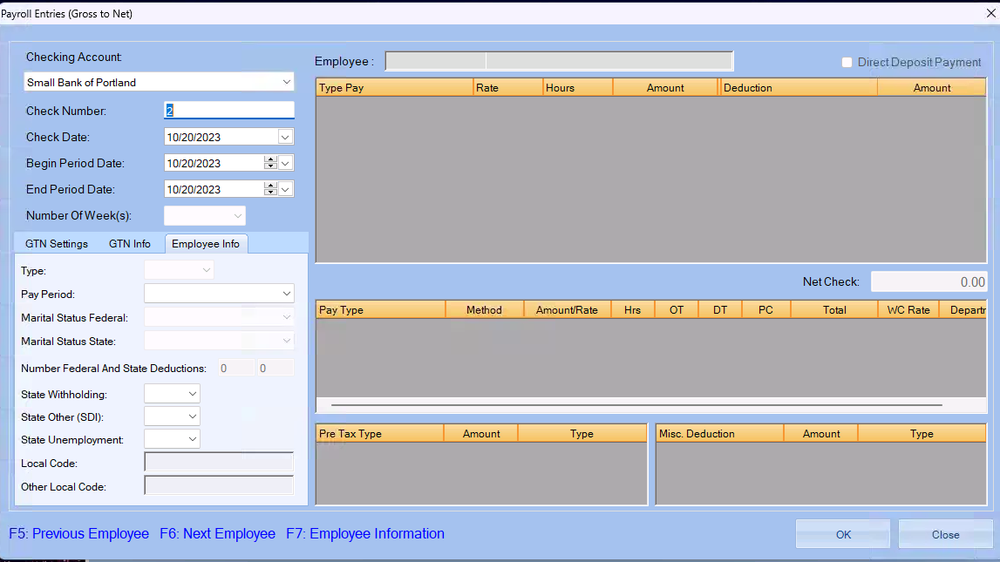 Payroll Entries (Gross to Net)
Checking Account:
Small Bank of Portland
Check Number: 2
Check Date: 10/20/2023
Begin Period Date: 10/20/2023
End Period Date: 10/20/2023
Number Of Week(s):
GTN Settings GTN Info Employee Info
Type:
Pay Period:
Marital Status Federal:
Marital Status State:
Number Federal And State Deductions: 0 0
State Withholding:
State Other (SDI):
State Unemployment:
Local Code:
Other Local Code:
Employee : Direct Deposit Payment
Type Pay Rate Hours Amount Deduction Amount
Net Check: 0.00
Pay Type Method Amount/Rate Hrs OT DT PC Total WC Rate Departr
Pre Tax Type Amount Type
Misc. Deduction Amount Type
F5: Previous Employee F6: Next Employee F7: Employee Information
OK Close